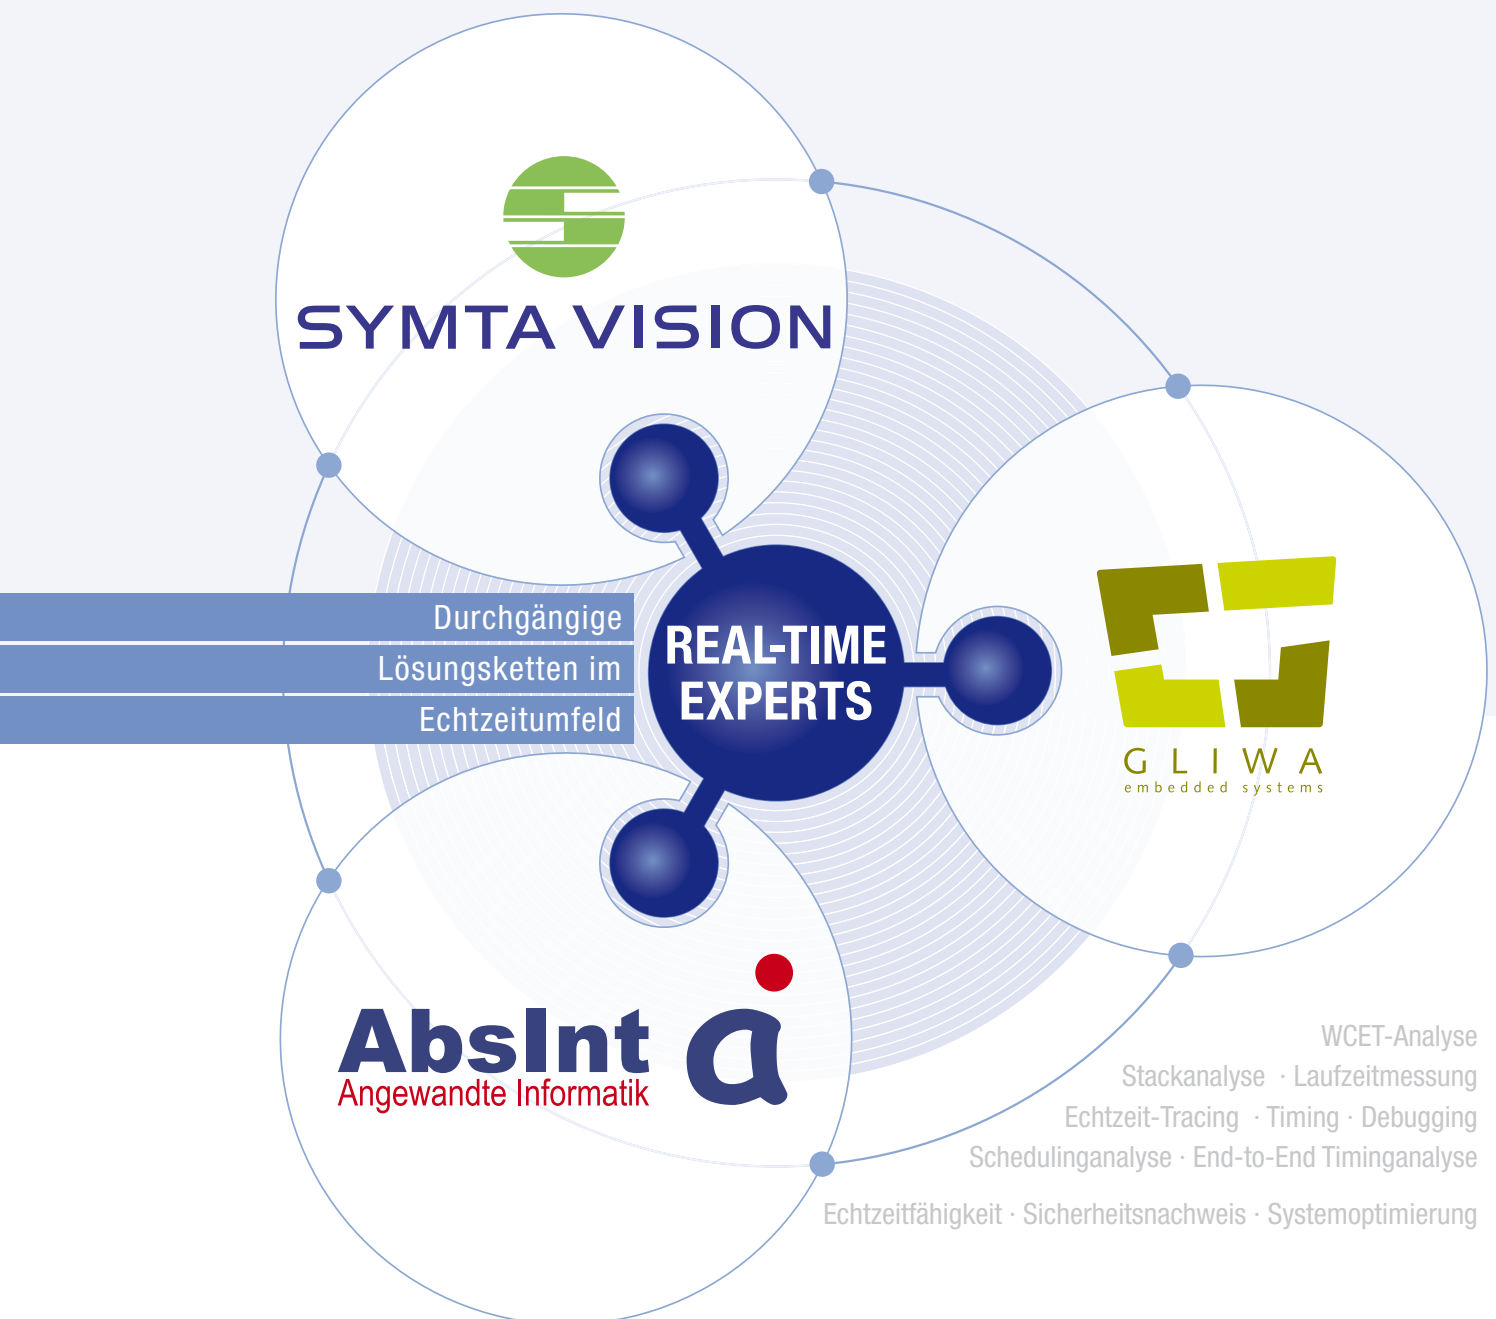 SYMTA VISION
Durchgängige
Lösungsketten im
Echtzeitumfeld
REAL-TIME
EXPERTS
GLIWA
embedded systems
AbsInt
Angewandte Informatik
a
WCET-Analyse
Stackanalyse · Laufzeitmessung
Echtzeit-Tracing · Timing · Debugging
Schedulinganalyse · End-to-End Timinganalyse
Echtzeitfähigkeit · Sicherheitsnachweis · Systemoptimierung